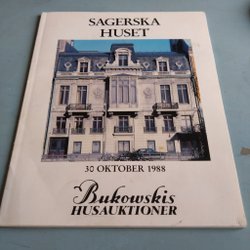 SAGERSKA
HUSET
30 OKTOBER 1988
Bukowskis
HUSAUKTIONER